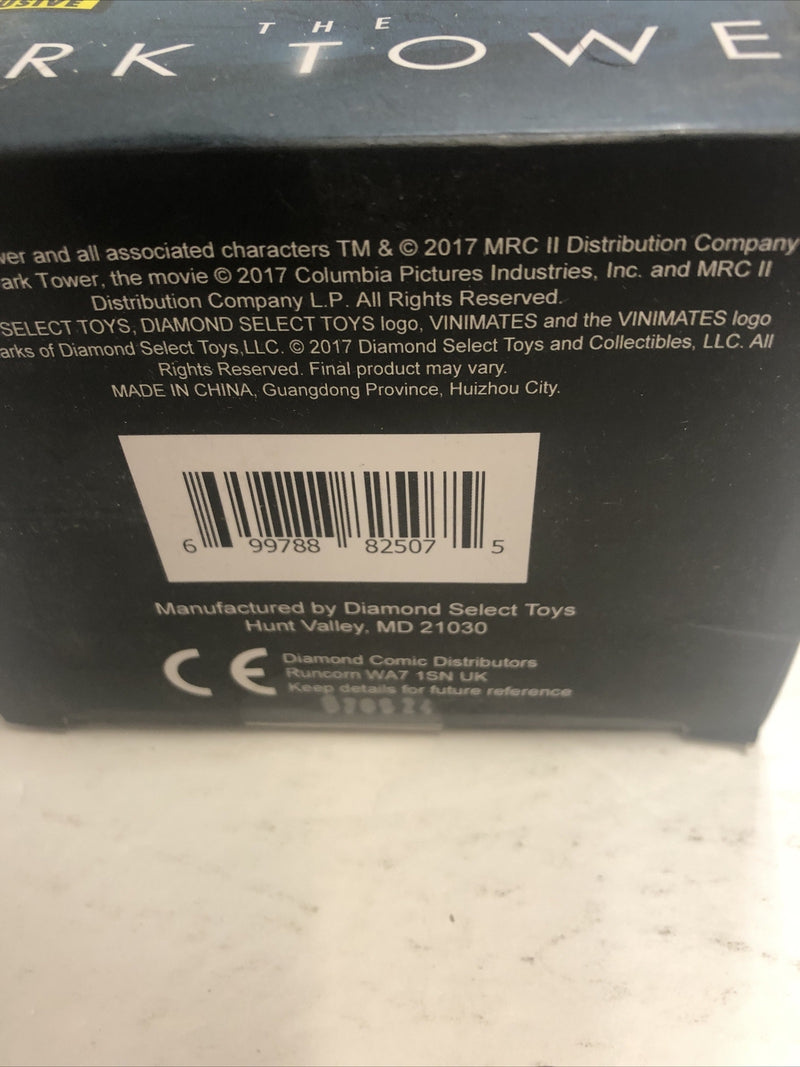 THE
RK TOWE
and all associated characters TM & © 2017 MRC II Distribution Company
Tower, the movie © 2017 Columbia Pictures Industries, Inc. and MRC II
Distribution Company L.P. All Rights Reserved.
SELECT TOYS, DIAMOND SELECT TOYS logo, VINIMATES and the VINIMATES logo
of Diamond Select Toys,LLC. © 2017 Diamond Select Toys and Collectibles, LLC. All
Rights Reserved. Final product may vary.
MADE IN CHINA, Guangdong Province, Huizhou City.
6 99788 82507 5
Manufactured by Diamond Select Toys
Hunt Valley, MD 21030
CE
Diamond Comic Distributors
Runcorn WA7 1SN UK
Keep details for future reference